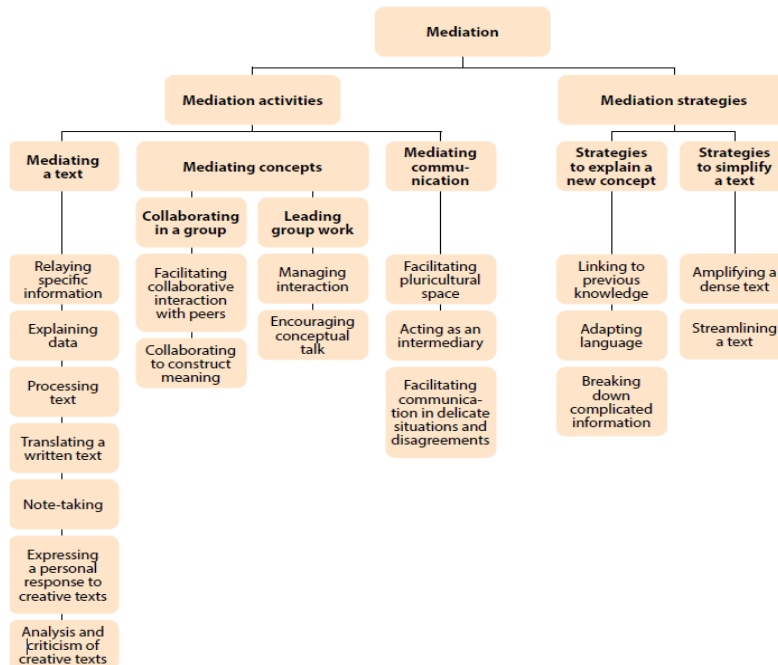 Mediation
Mediation activities
Mediation strategies
Mediating
a text
Mediating concepts
Mediating
commu-
nication
Strategies
to explain a
new concept
Strategies
to simplify
a text
Collaborating
in a group
Leading
group work
Relaying
specific
information
Explaining
data
Processing
text
Translating a
written text
Note-taking
Expressing
a personal
response to
creative texts
Analysis and
criticism of
creative texts
Facilitating
collaborative
interaction
with peers
Collaborating
to construct
meaning
Managing
interaction
Encouraging
conceptual
talk
Facilitating
pluricultural
space
Acting as an
intermediary
Facilitating
communica-
tion in delicate
situations and
disagreements
Linking to
previous
knowledge
Adapting
language
Breaking
down
complicated
information
Amplifying a
dense text
Streamlining
a text